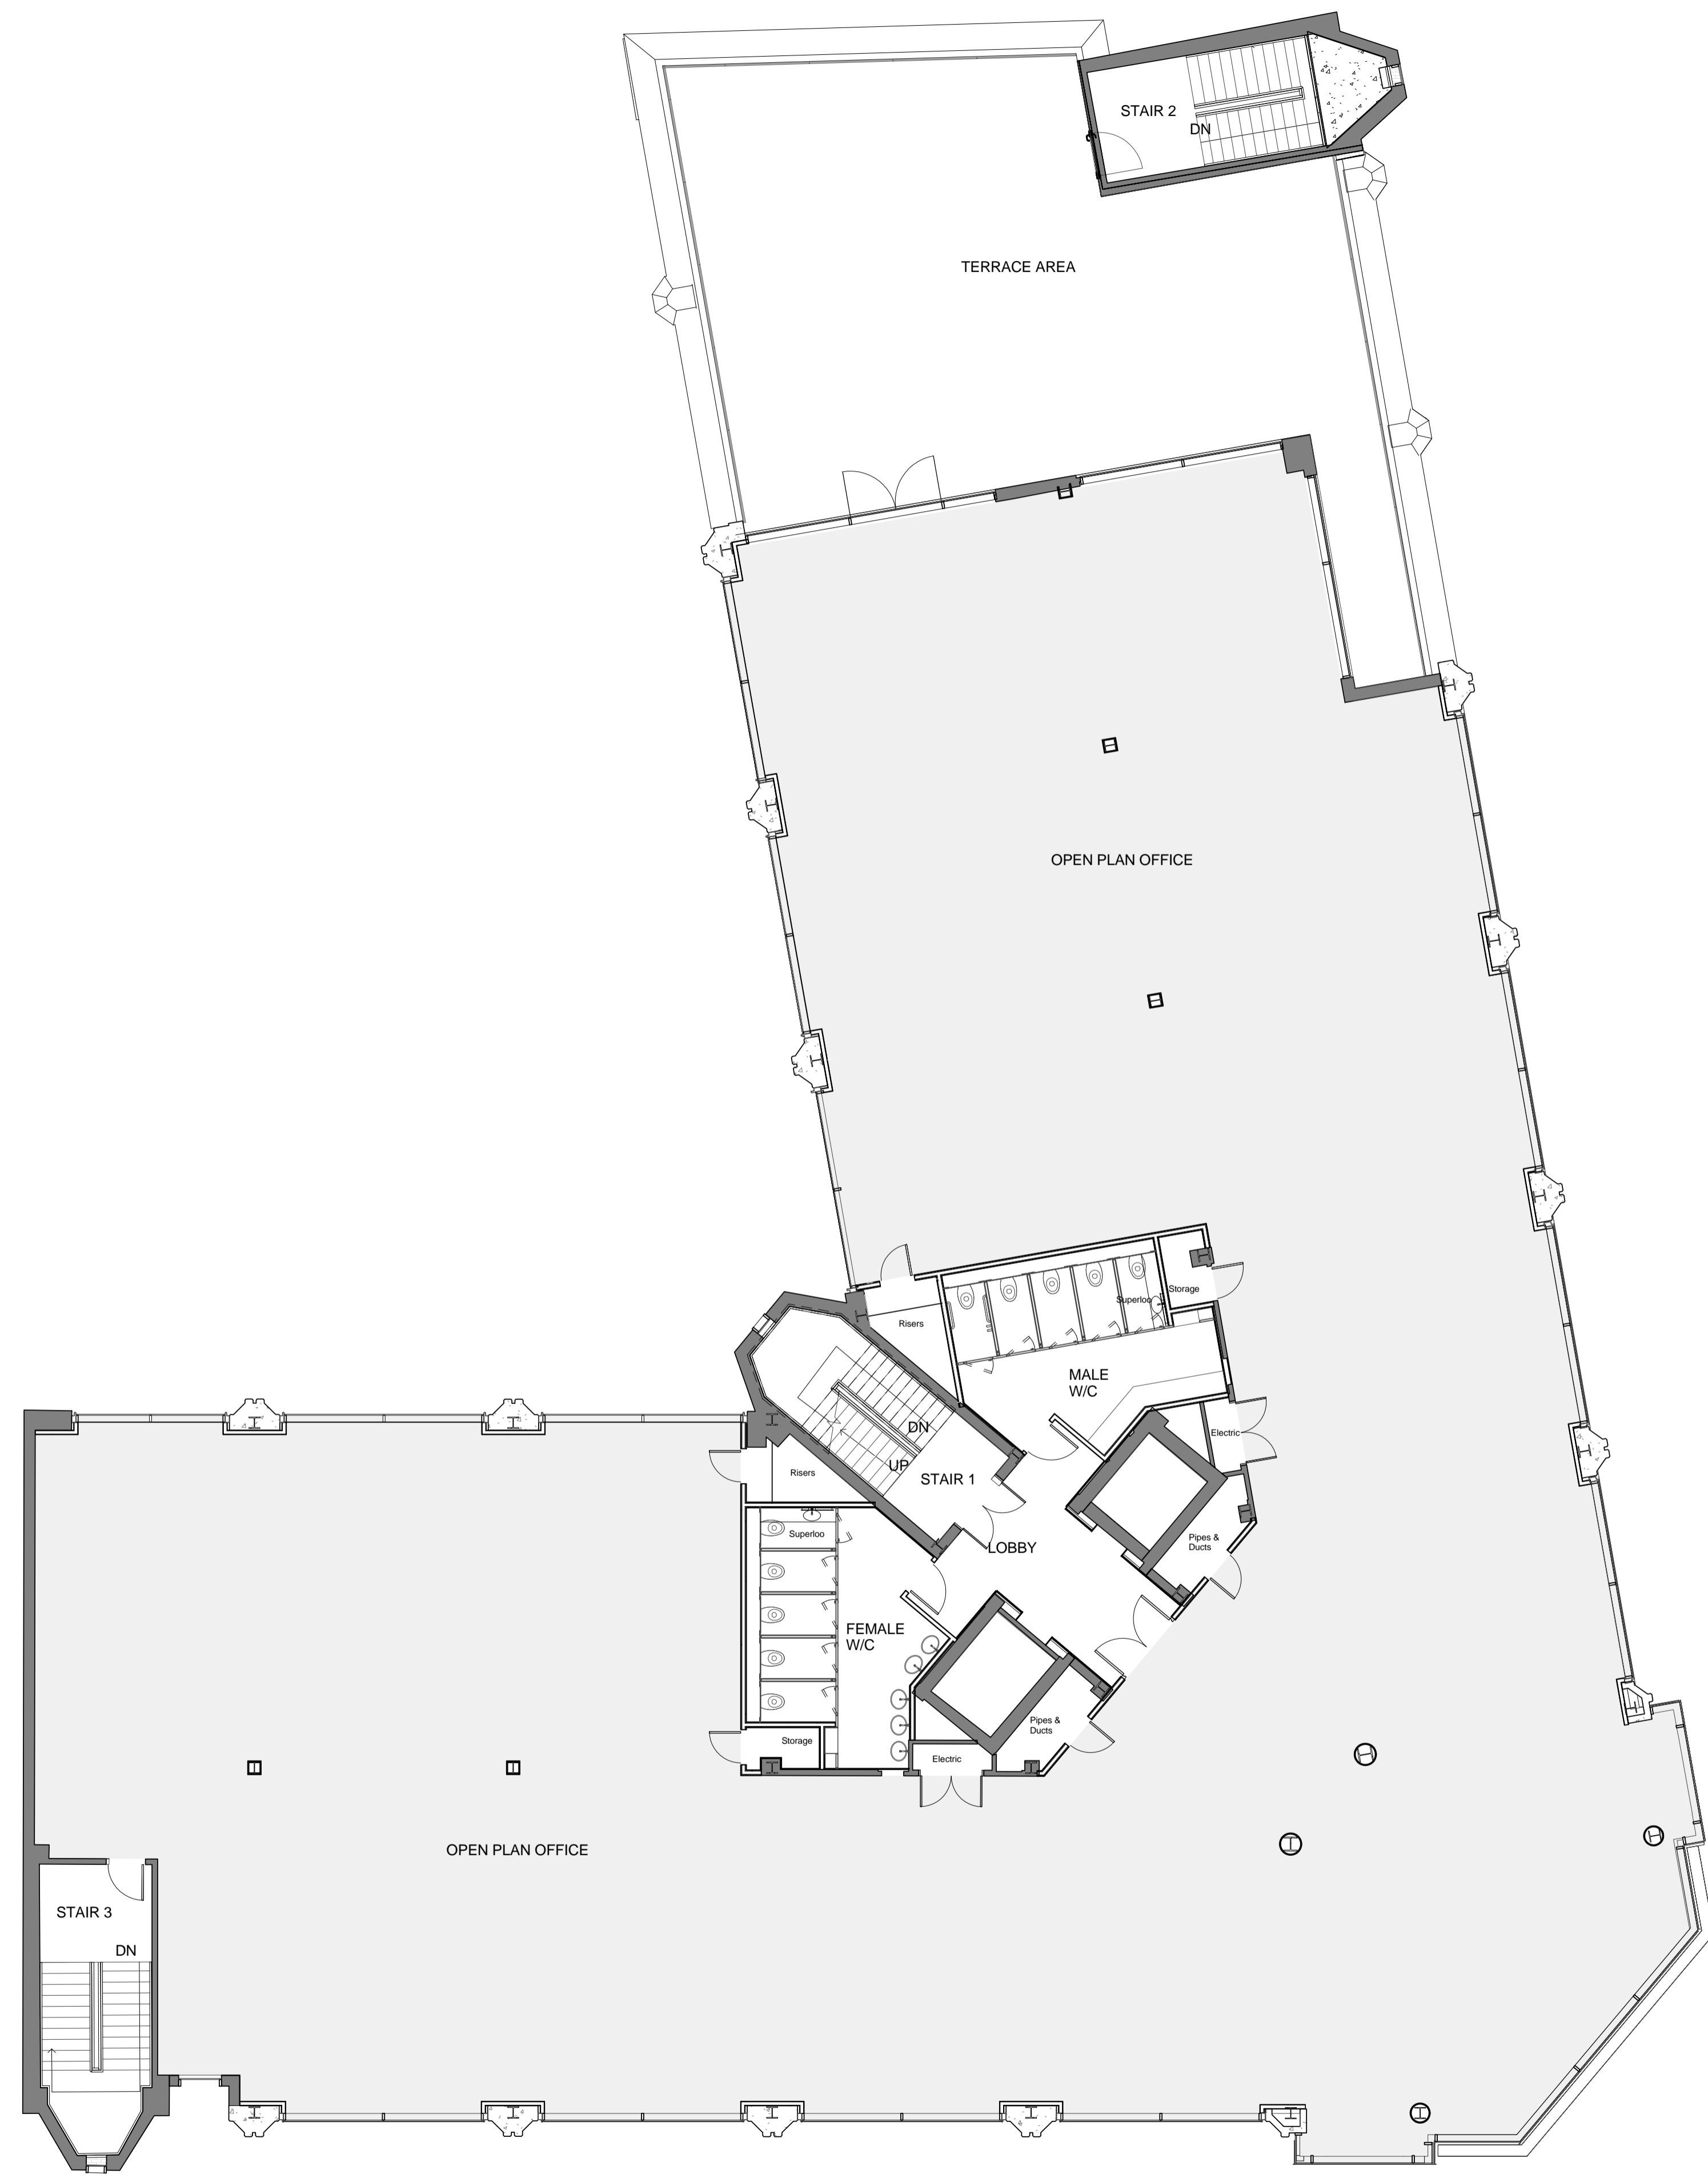 STAIR 2
DN
TERRACE AREA
OPEN PLAN OFFICE
Storage
Superloo
Risers
MALE
W/C
DN
Electric
UP
STAIR 1
Risers
Superloo
LOBBY
Pipes &
Ducts
FEMALE
W/C
Pipes &
Ducts
Storage
Electric
OPEN PLAN OFFICE
STAIR 3
DN